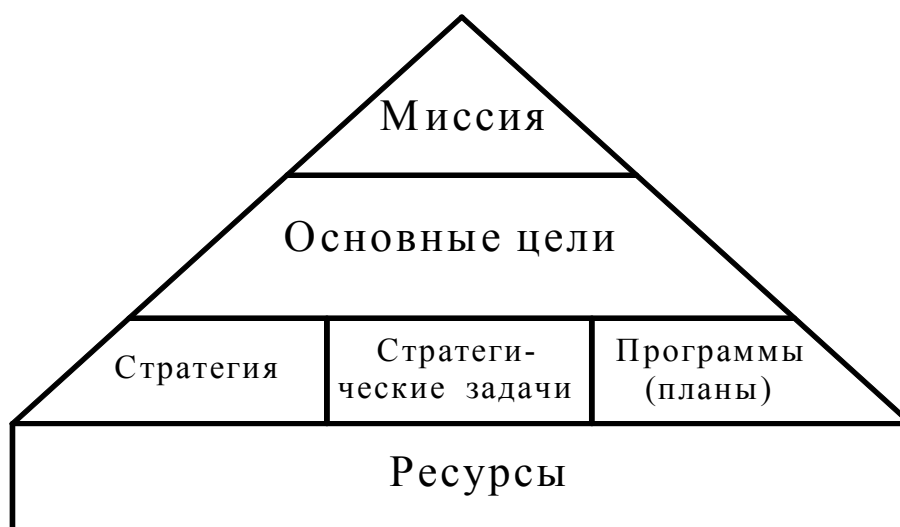 Миссия
Основные цели
Стратегия
Стратеги-
ческие задачи
Программы
(планы)
Ресурсы